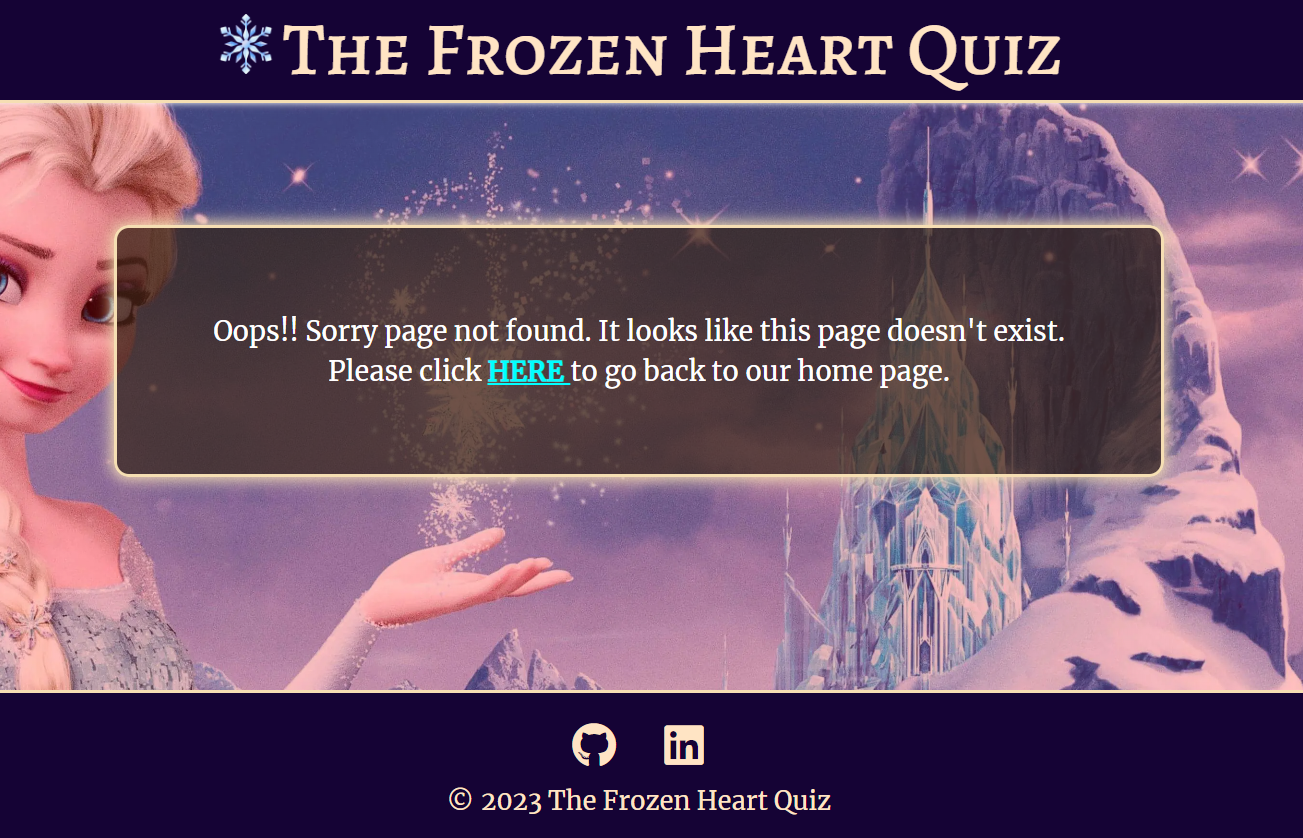 The Frozen Heart Quiz
Oops!! Sorry page not found. It looks like this page doesn't exist.
Please click HERE to go back to our home page.
in
© 2023 The Frozen Heart Quiz